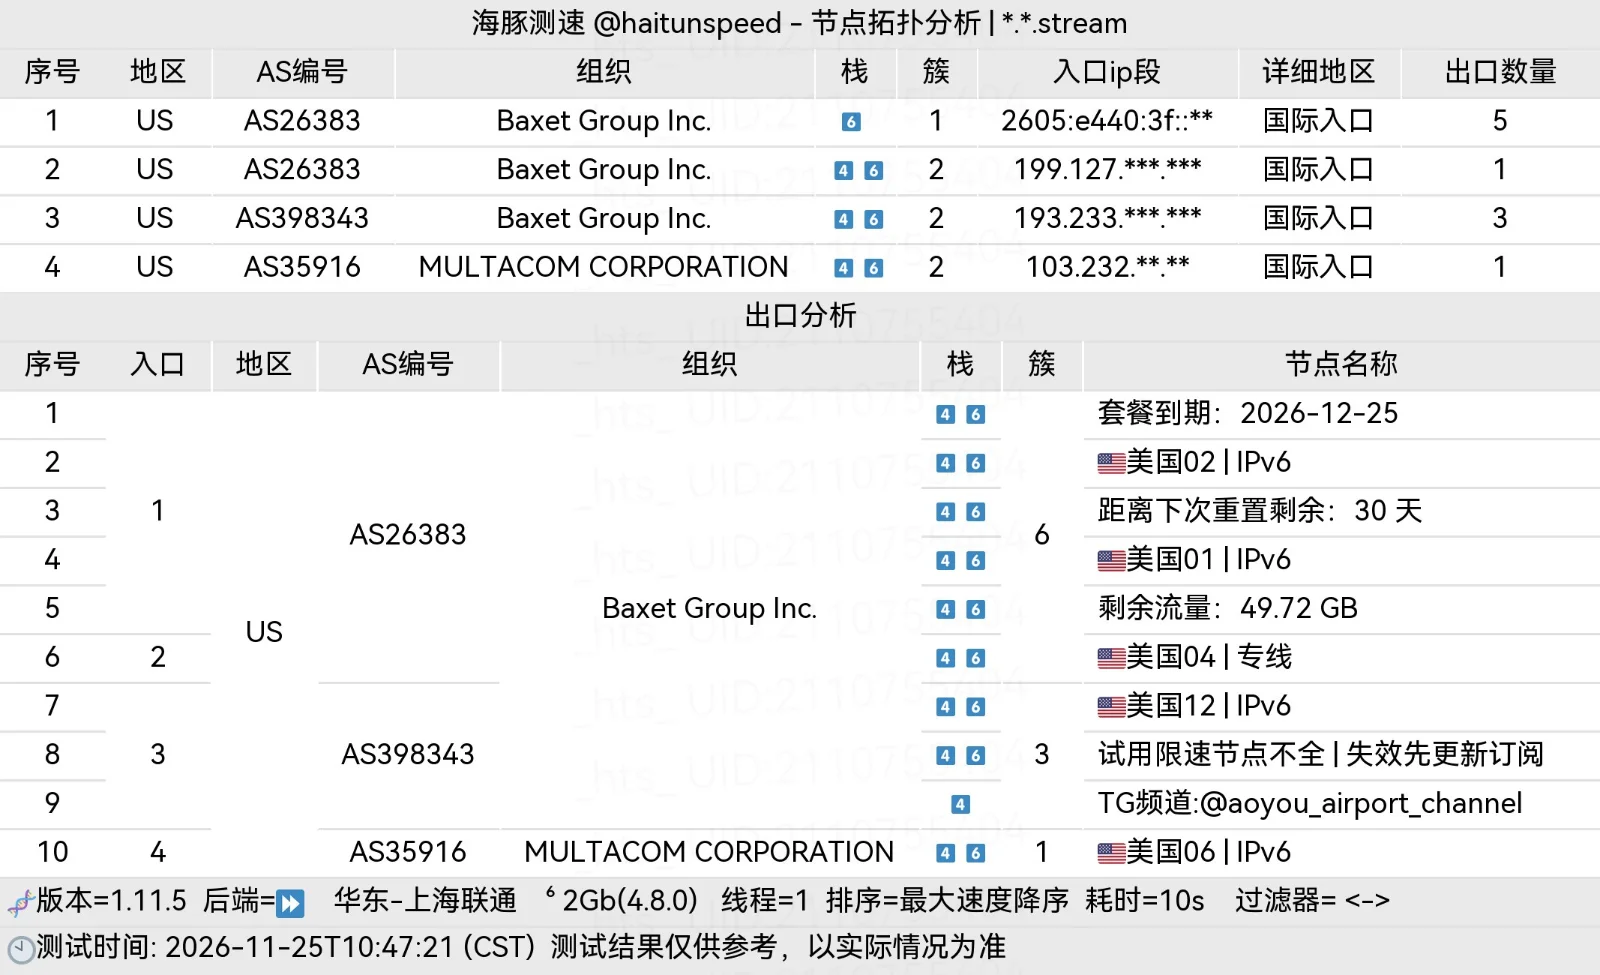 海豚测速 @haitunspeed - 节点拓扑分析 | *.*.stream
序号 地区 AS编号 组织 栈 簇 入口ip段 详细地区 出口数量
1 US AS26383 Baxet Group Inc. 6 1 2605:e440:3f::** 国际入口 5
2 US AS26383 Baxet Group Inc. 4 6 2 199.127.***.*** 国际入口 1
3 US AS398343 Baxet Group Inc. 4 6 2 193.233.***.*** 国际入口 3
4 US AS35916 MULTACOM CORPORATION 4 6 2 103.232.**.** 国际入口 1
出口分析
序号 入口 地区 AS编号 组织 栈 簇 节点名称
1 4 6 套餐到期：2026-12-25
2 4 6 🇺🇸美国02 | IPv6
3 1 4 6 距离下次重置剩余：30 天
AS26383 6
4 4 6 🇺🇸美国01 | IPv6
5 Baxet Group Inc. 4 6 剩余流量：49.72 GB
US
6 2 4 6 🇺🇸美国04 | 专线
7 4 6 🇺🇸美国12 | IPv6
8 3 AS398343 4 6 3 试用限速节点不全 | 失效先更新订阅
9 4 TG频道:@aoyou_airport_channel
10 4 AS35916 MULTACOM CORPORATION 4 6 1 🇺🇸美国06 | IPv6
🧬版本=1.11.5 后端=⏩ 华东-上海联通 ⁶ 2Gb(4.8.0) 线程=1 排序=最大速度降序 耗时=10s 过滤器= <->
🕙测试时间: 2026-11-25T10:47:21 (CST) 测试结果仅供参考，以实际情况为准